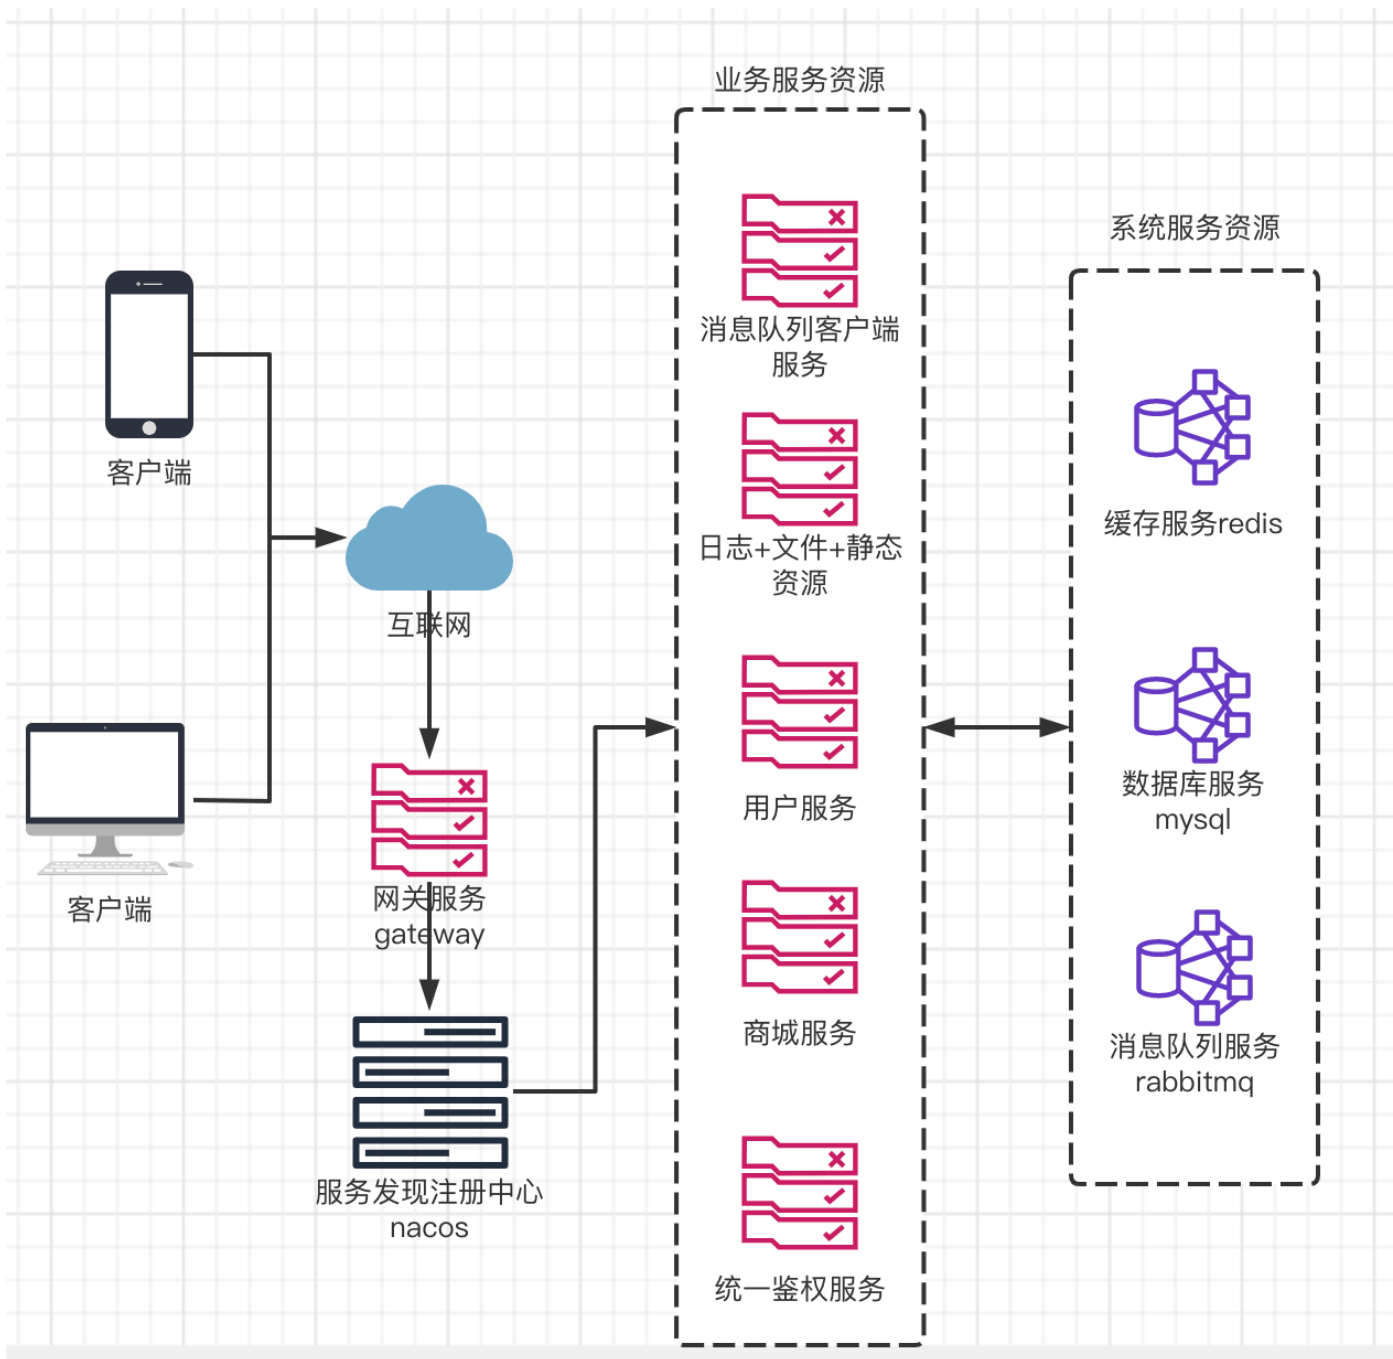 业务服务资源
系统服务资源
消息队列客户端
服务
客户端
缓存服务redis
日志+文件+静态
资源
互联网
数据库服务
mysql
用户服务
网关服务
gateway
客户端
商城服务
消息队列服务
rabbitmq
服务发现注册中心
nacos
统一鉴权服务